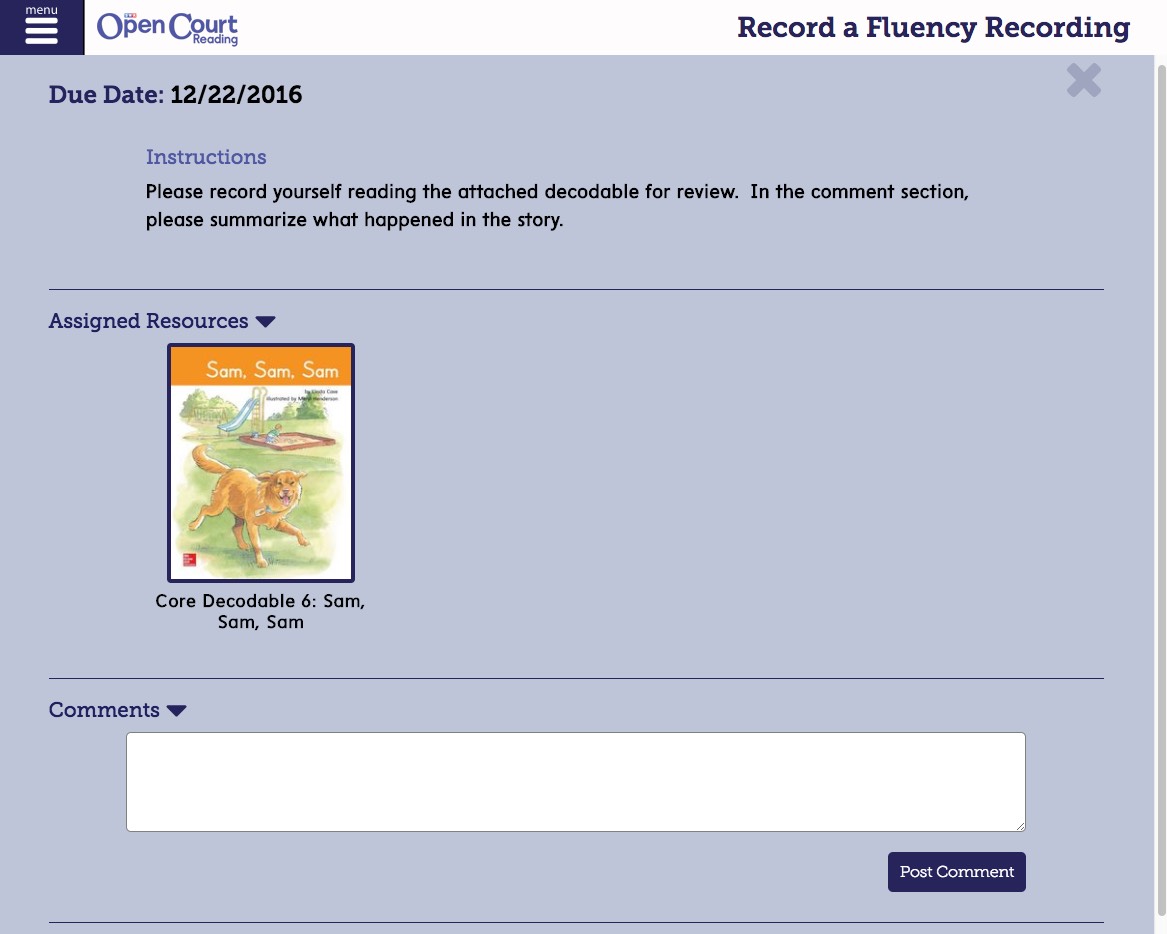 menu
Open Court
Reading
Record a Fluency Recording
Due Date: 12/22/2016
Instructions
Please record yourself reading the attached decodable for review.  In the comment section,
please summarize what happened in the story.
Assigned Resources
Sam, Sam, Sam
by Linda Cave
illustrated by Henderson
Core Decodable 6: Sam,
Sam, Sam
Comments
Post Comment